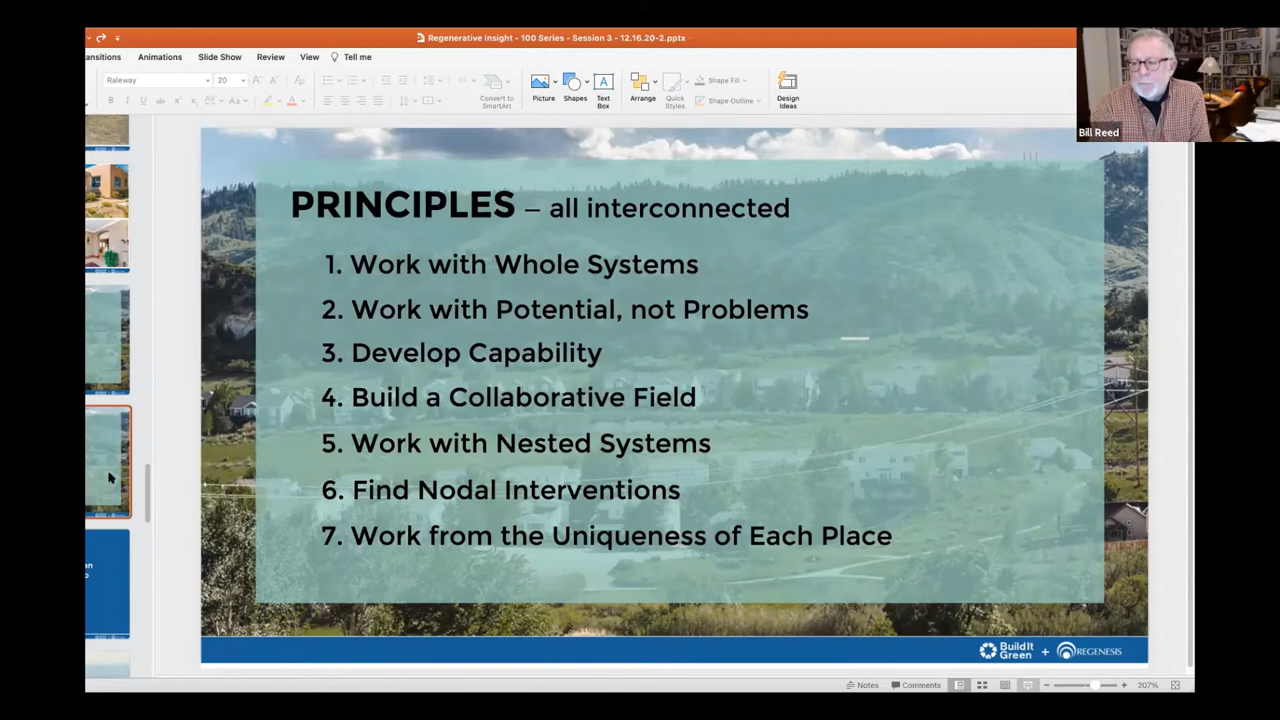 Regenerative Insight - 100 Series - Session 3 - 12.16.20-2.pptx
ransitions Animations Slide Show Review View Tell me
Raleway 20
Convert to SmartArt
Picture Shapes Text Box Arrange Quick Styles Shape Fill Shape Outline Design Ideas
Bill Reed
PRINCIPLES – all interconnected
1. Work with Whole Systems
2. Work with Potential, not Problems
3. Develop Capability
4. Build a Collaborative Field
5. Work with Nested Systems
6. Find Nodal Interventions
7. Work from the Uniqueness of Each Place
BuildIt Green + REGENESIS
Notes Comments 207%